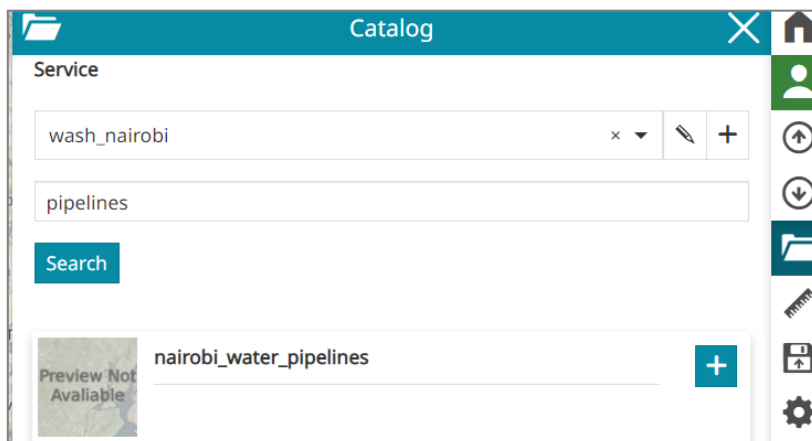 Catalog
Service
wash_nairobi
pipelines
Search
nairobi_water_pipelines
Preview Not
Avaliable